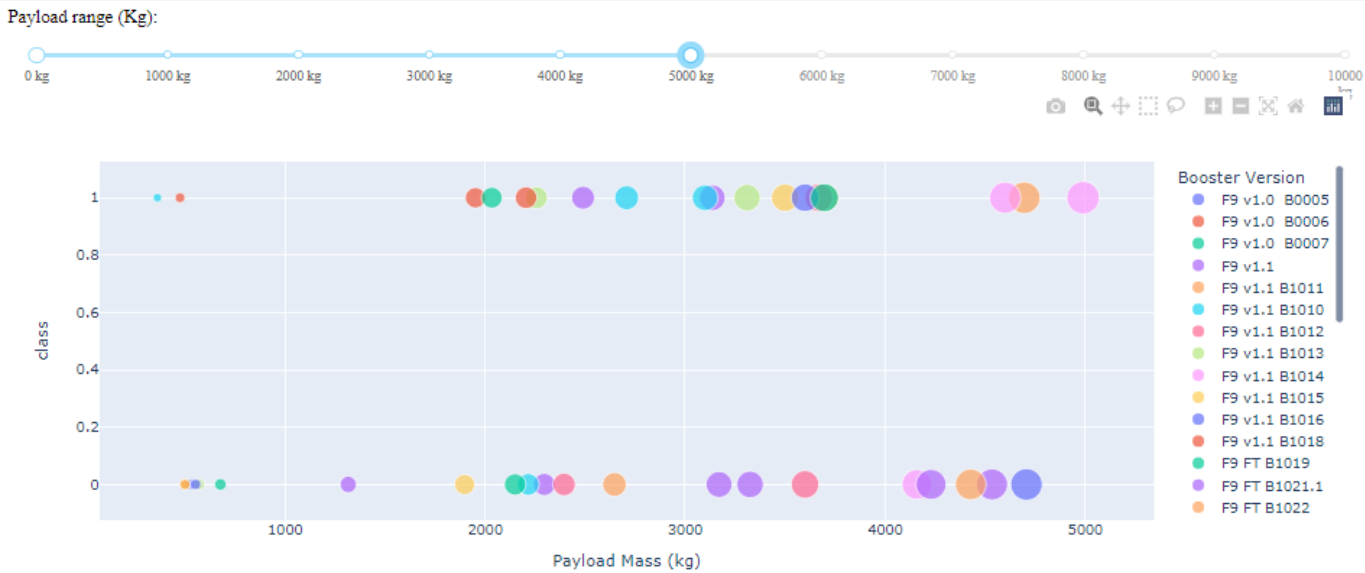 Payload range (Kg):
0 kg 1000 kg 2000 kg 3000 kg 4000 kg 5000 kg 6000 kg 7000 kg 8000 kg 9000 kg 10000
Booster Version
F9 v1.0  B0005
F9 v1.0  B0006
F9 v1.0  B0007
F9 v1.1
F9 v1.1 B1011
F9 v1.1 B1010
F9 v1.1 B1012
F9 v1.1 B1013
F9 v1.1 B1014
F9 v1.1 B1015
F9 v1.1 B1016
F9 v1.1 B1018
F9 FT B1019
F9 FT B1021.1
F9 FT B1022
class
1
0.8
0.6
0.4
0.2
0
1000 2000 3000 4000 5000
Payload Mass (kg)